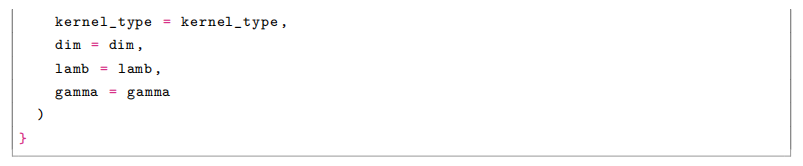 kernel_type = kernel_type,
dim = dim,
lamb = lamb,
gamma = gamma
)
}